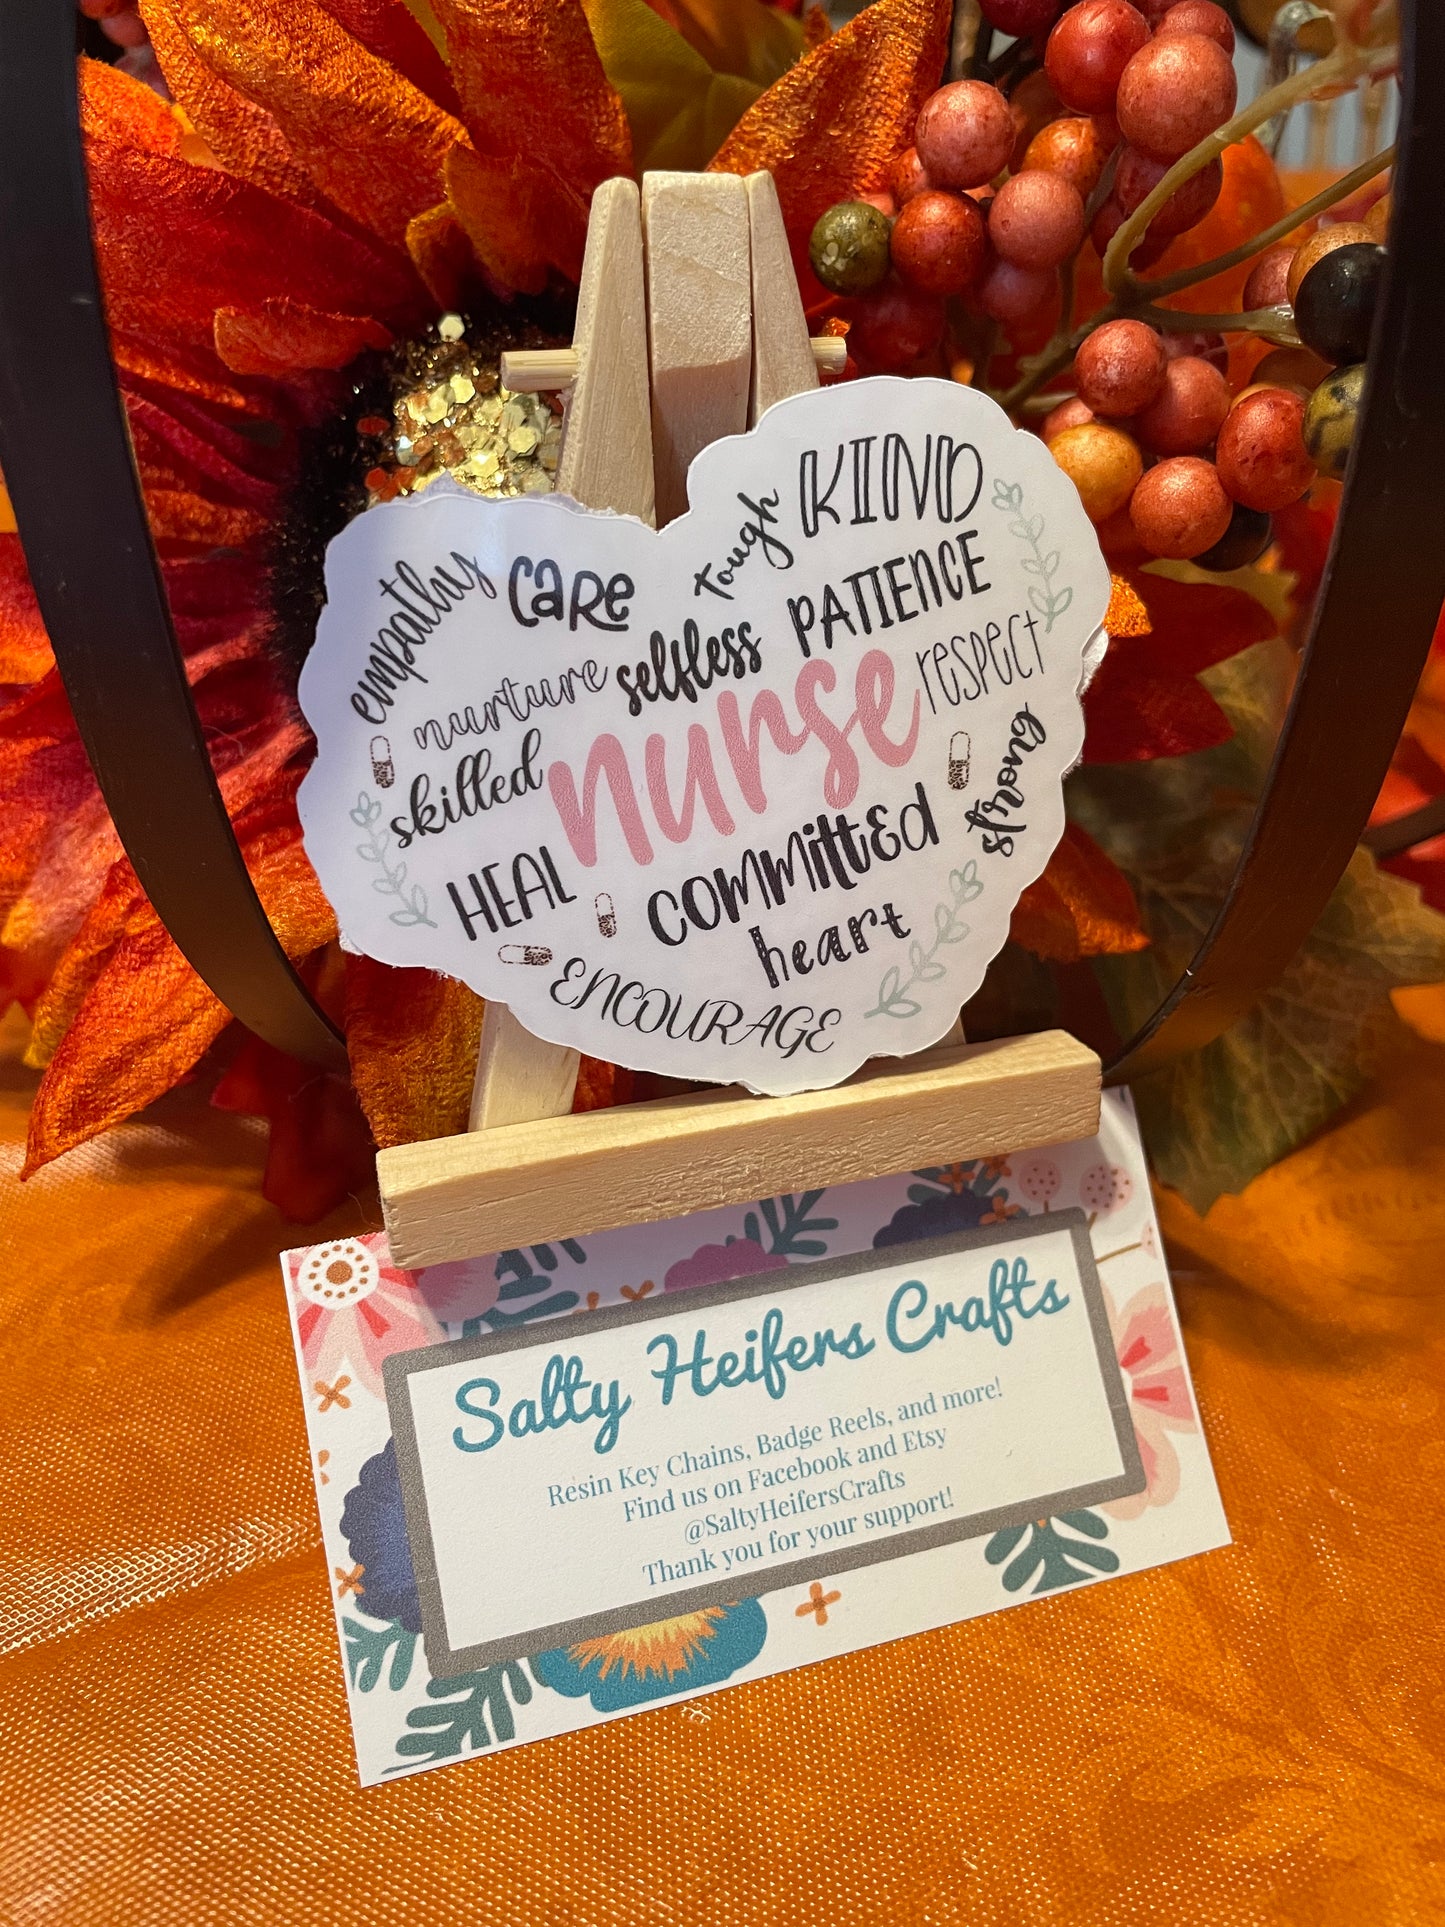 KIND
tough
empathy
CARE
PATIENCE
selfless
nurture
respect
nurse
skilled
strong
HEAL
committed
heart
ENCOURAGE
Salty Heifers Crafts
Resin Key Chains, Badge Reels, and more!
Find us on Facebook and Etsy
@SaltyHeifersCrafts
Thank you for your support!